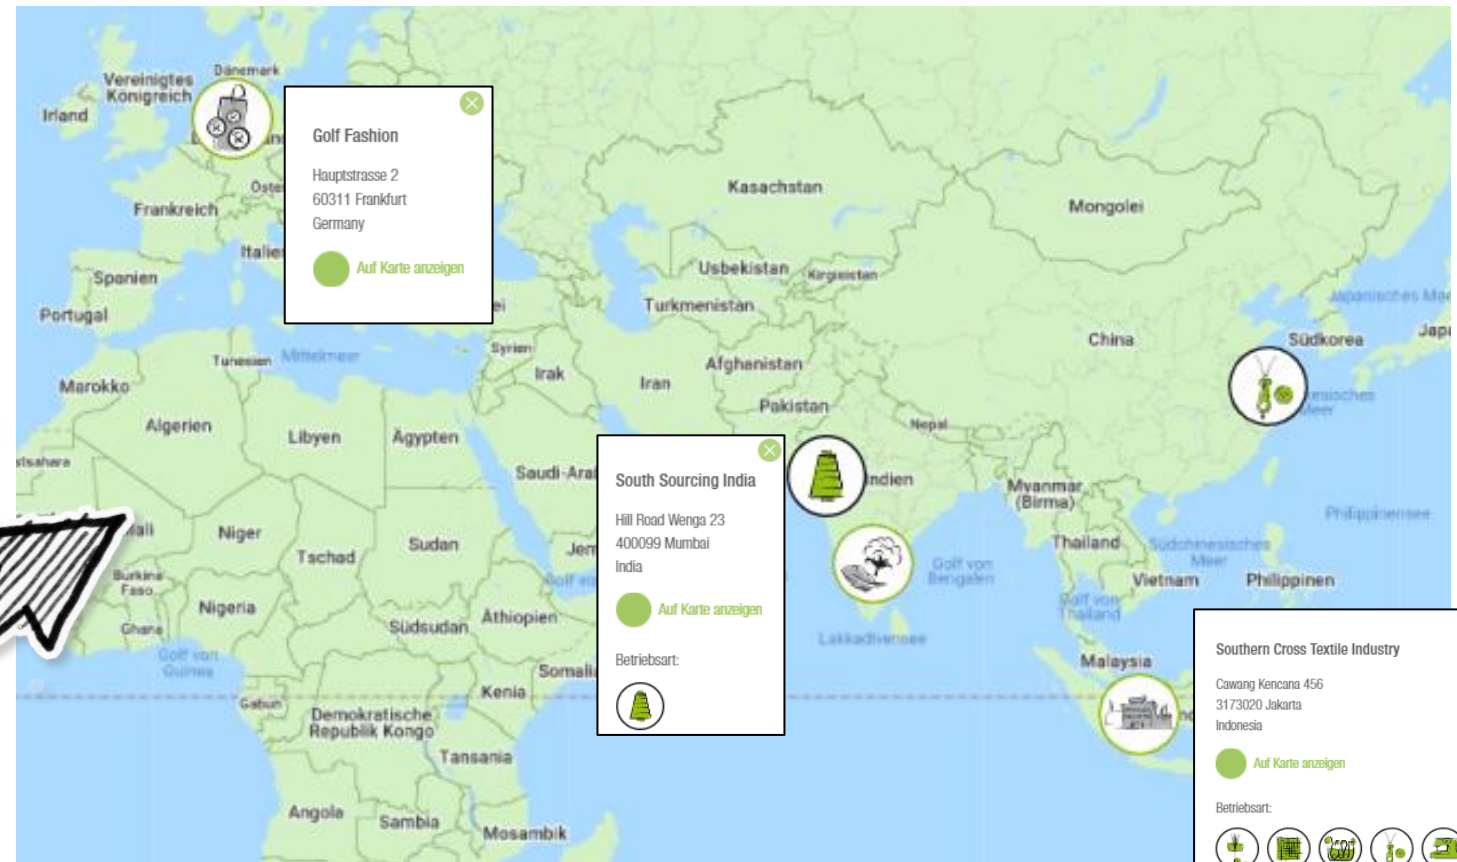 Dänemark
Vereinigtes
Königreich
Irland
Frankreich
Spanien
Portugal
Marokko
Tunesien
Mittelmeer
Syrien
Irak
Iran
Algerien
Libyen
Ägypten
Niger
Tschad
Sudan
Burkina
Faso
Nigeria
Ghana
Golf von
Guinea
Südsudan
Äthiopien
Gabun
Kenia
Demokratische
Republik Kongo
Tansania
Angola
Sambia
Mosambik
Kasachstan
Mongolei
Usbekistan
Kirgisistan
Turkmenistan
Afghanistan
Pakistan
China
Südkorea
Nepal
Indien
Myanmar
(Birma)
Thailand
Südchinesisches
Meer
Vietnam
Philippinen
Philippinensee
Golf von
Bengalen
Golf von
Thailand
Lakkadivensee
Malaysia
Golf Fashion
Hauptstrasse 2
60311 Frankfurt
Germany
Auf Karte anzeigen
South Sourcing India
Hill Road Wenga 23
400099 Mumbai
India
Auf Karte anzeigen
Betriebsart:
Southern Cross Textile Industry
Cawang Kencana 456
3173020 Jakarta
Indonesia
Auf Karte anzeigen
Betriebsart: